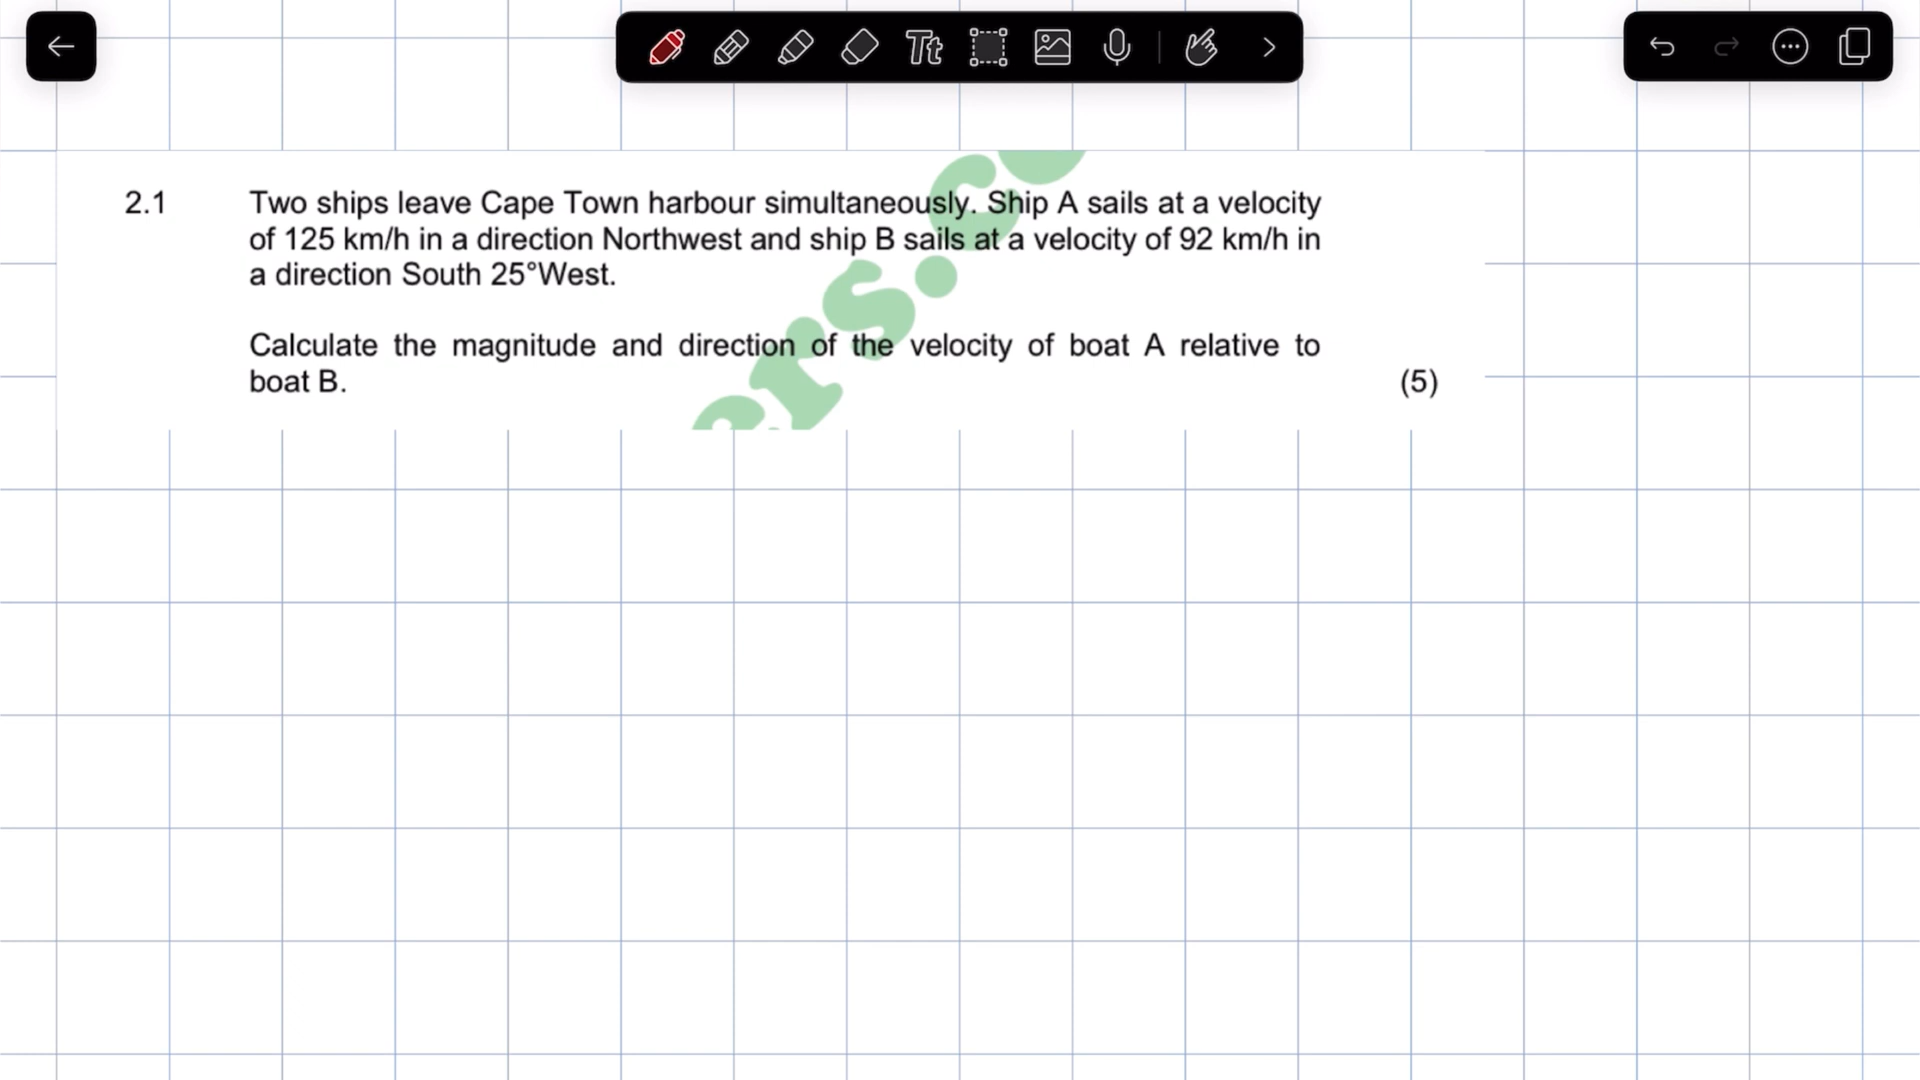 Tt
2.1 Two ships leave Cape Town harbour simultaneously. Ship A sails at a velocity
of 125 km/h in a direction Northwest and ship B sails at a velocity of 92 km/h in
a direction South 25°West.
Calculate the magnitude and direction of the velocity of boat A relative to
boat B.
(5)
ers.c